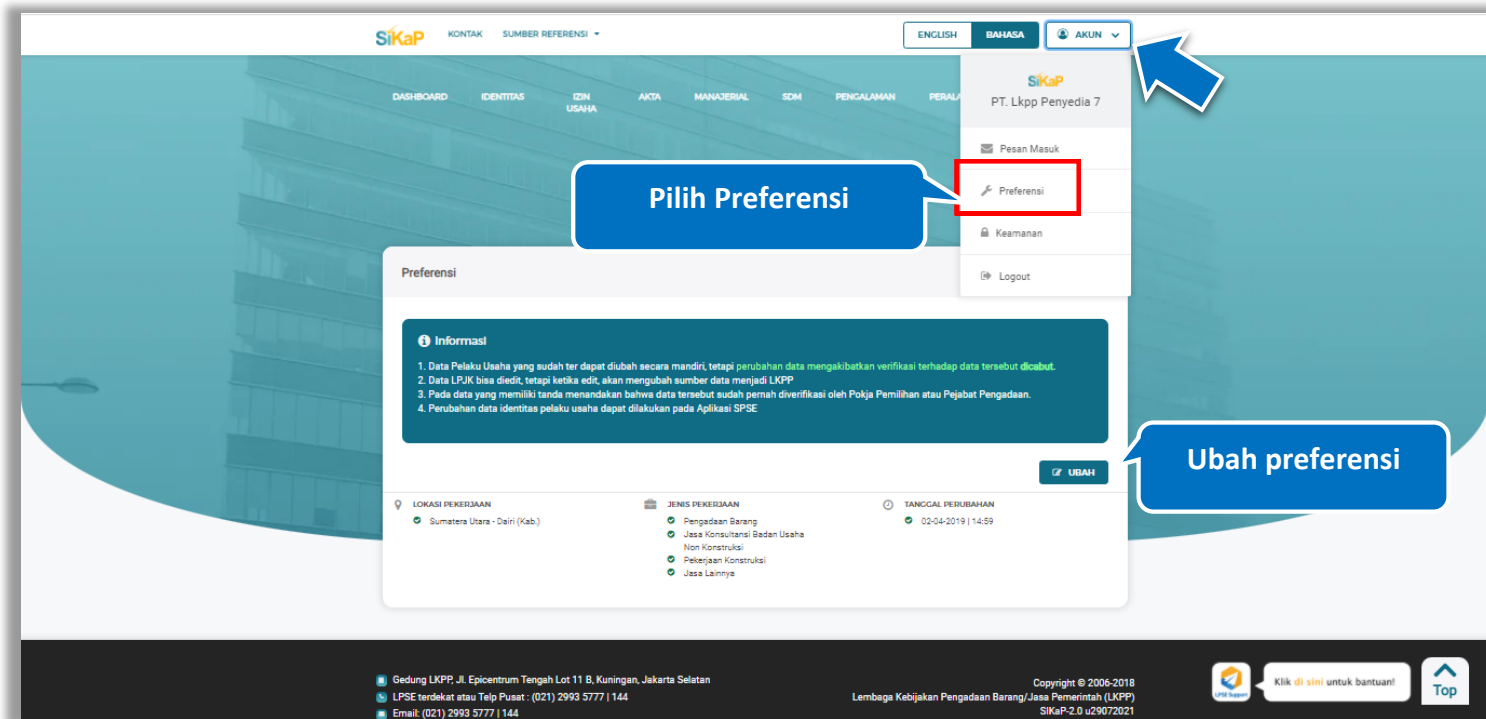 SiKaP KONTAK SUMBER REFERENSI ENGLISH BAHASA AKUN
SiKaP
PT. Lkpp Penyedia 7
DASHBOARD IDENTITAS IZIN USAHA AKTA MANAJERIAL SDM PENGALAMAN
Pesan Masuk
Preferensi
Keamanan
Logout
Pilih Preferensi
Preferensi
Informasi
1. Data Pelaku Usaha yang sudah ter dapat diubah secara mandiri, tetapi perubahan data mengakibatkan verifikasi terhadap data tersebut dicabut.
2. Data LPJK bisa diedit, tetapi ketika edit, akan mengubah sumber data menjadi LKPP
3. Pada data yang memiliki tanda menandakan bahwa data tersebut sudah pernah diverifikasi oleh Pokja Pemilihan atau Pejabat Pengadaan.
4. Perubahan data identitas pelaku usaha dapat dilakukan pada Aplikasi SPSE
Ubah preferensi
UBAH
LOKASI PEKERJAAN
Sumatera Utara - Dairi (Kab.)
JENIS PEKERJAAN
Pengadaan Barang
Jasa Konsultansi Badan Usaha
Non Konstruksi
Pekerjaan Konstruksi
Jasa Lainnya
TANGGAL PERUBAHAN
02-04-2019 | 14:59
Gedung LKPP, Jl. Epicentrum Tengah Lot 11 B, Kuningan, Jakarta Selatan
LPSE terdekat atau Telp Pusat : (021) 2993 5777 | 144
Email: (021) 2993 5777 | 144
Copyright © 2006-2018
Lembaga Kebijakan Pengadaan Barang/Jasa Pemerintah (LKPP)
SIKaP-2.0 u29072021
LPSE Support
Klik di sini untuk bantuan!
Top